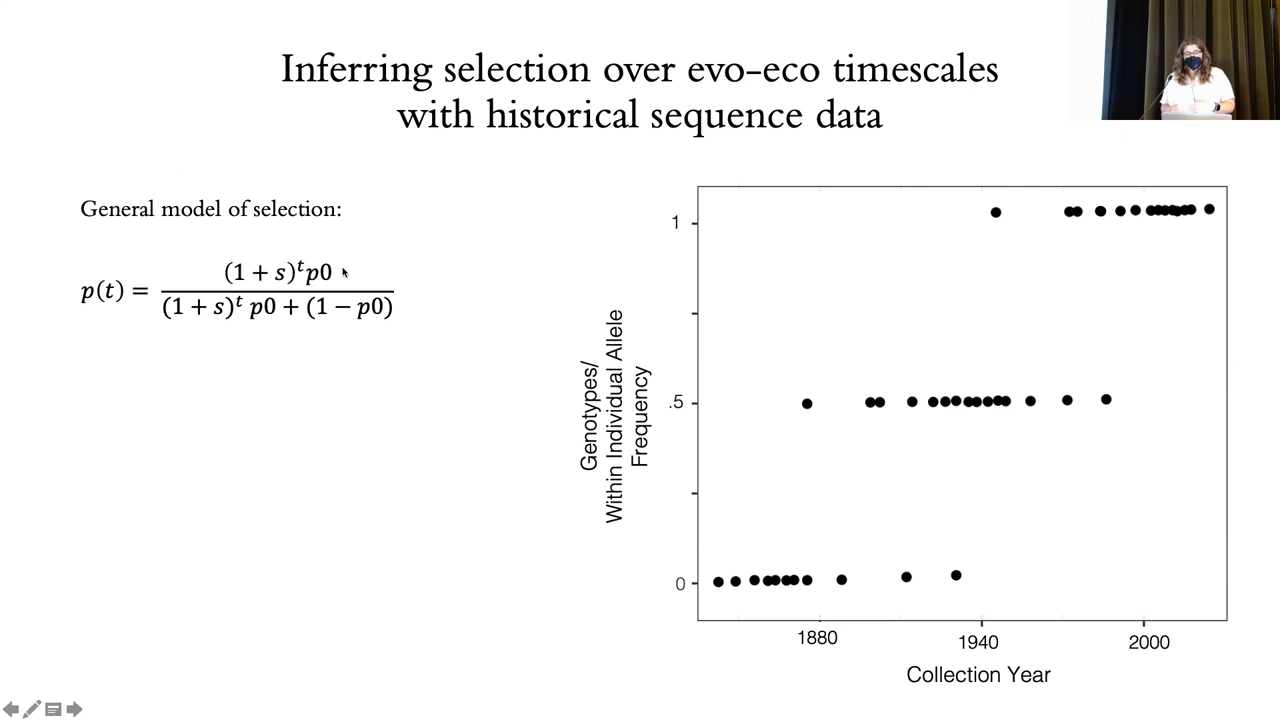 Inferring selection over evo-eco timescales
with historical sequence data
General model of selection:
p(t) = \frac{(1 + s)^t p0}{(1 + s)^t p0 + (1 − p0)}
Genotypes/
Within Individual Allele
Frequency
1
.5
0
1880
1940
2000
Collection Year